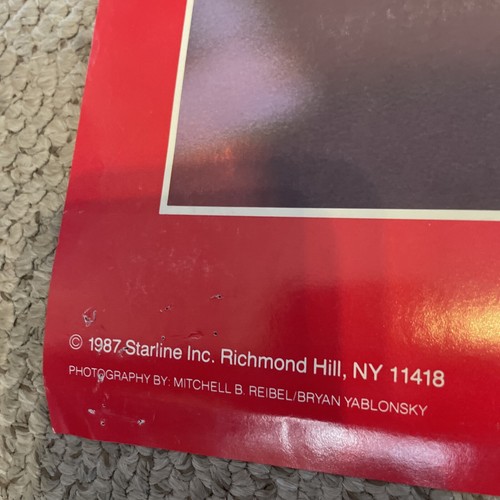 © 1987 Starline Inc. Richmond Hill, NY 11418
PHOTOGRAPHY BY: MITCHELL B. REIBEL/BRYAN YABLONSKY